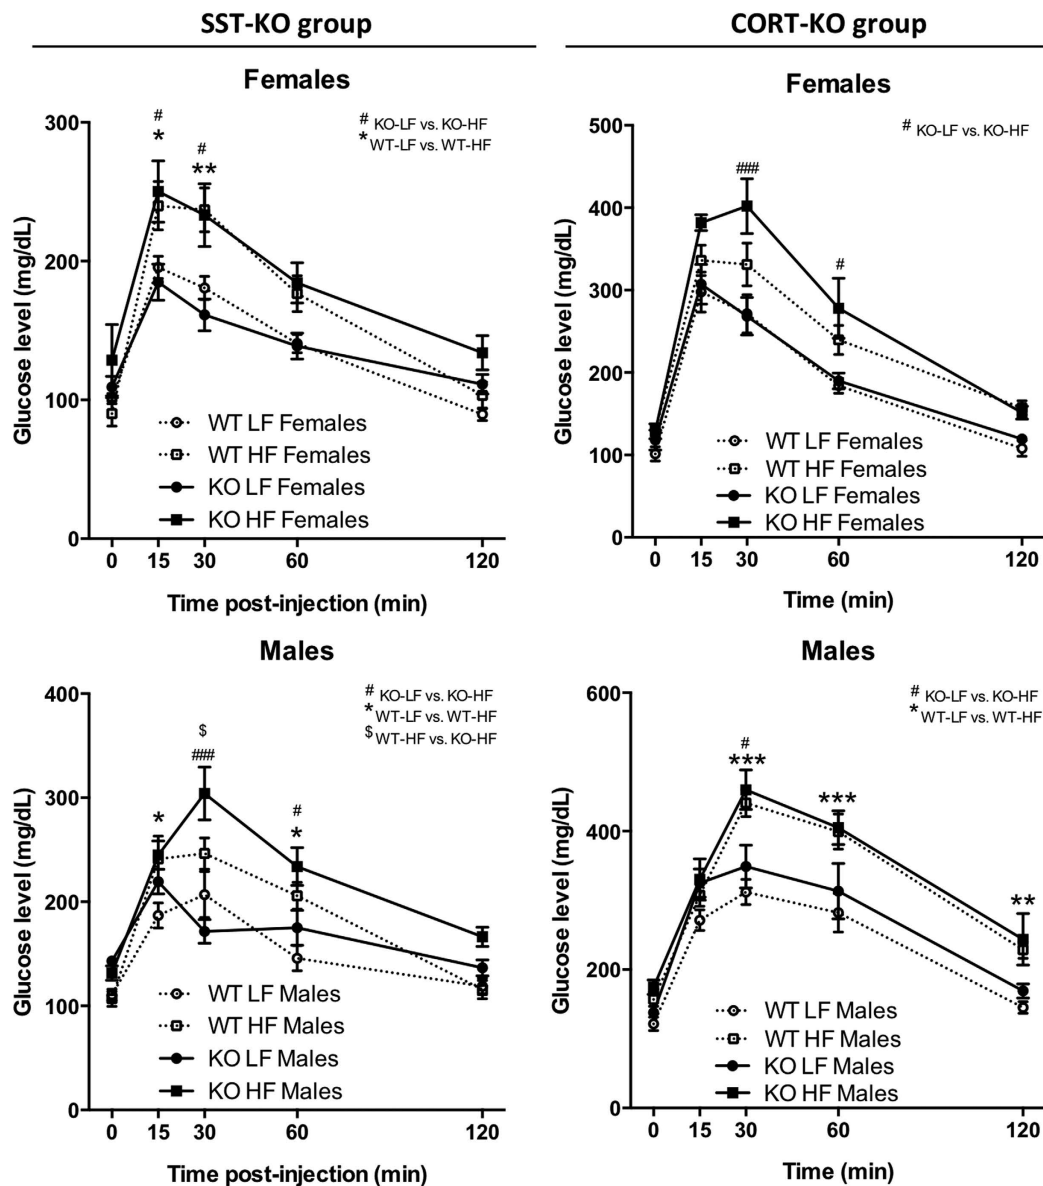 SST-KO group
CORT-KO group
Females
# KO-LF vs. KO-HF
* WT-LF vs. WT-HF
#
*
#
**
300
200
100
0
Glucose level (mg/dL)
WT LF Females
WT HF Females
KO LF Females
KO HF Females
0 15 30 60 120
Time post-injection (min)
Females
# KO-LF vs. KO-HF
###
#
500
400
300
200
100
0
Glucose level (mg/dL)
WT LF Females
WT HF Females
KO LF Females
KO HF Females
0 15 30 60 120
Time (min)
Males
# KO-LF vs. KO-HF
* WT-LF vs. WT-HF
$ WT-HF vs. KO-HF
*
$
###
#
*
400
300
200
100
0
Glucose level (mg/dL)
WT LF Males
WT HF Males
KO LF Males
KO HF Males
0 15 30 60 120
Time post-injection (min)
Males
# KO-LF vs. KO-HF
* WT-LF vs. WT-HF
#
***
***
**
600
400
200
0
Glucose level (mg/dL)
WT LF Males
WT HF Males
KO LF Males
KO HF Males
0 15 30 60 120
Time (min)